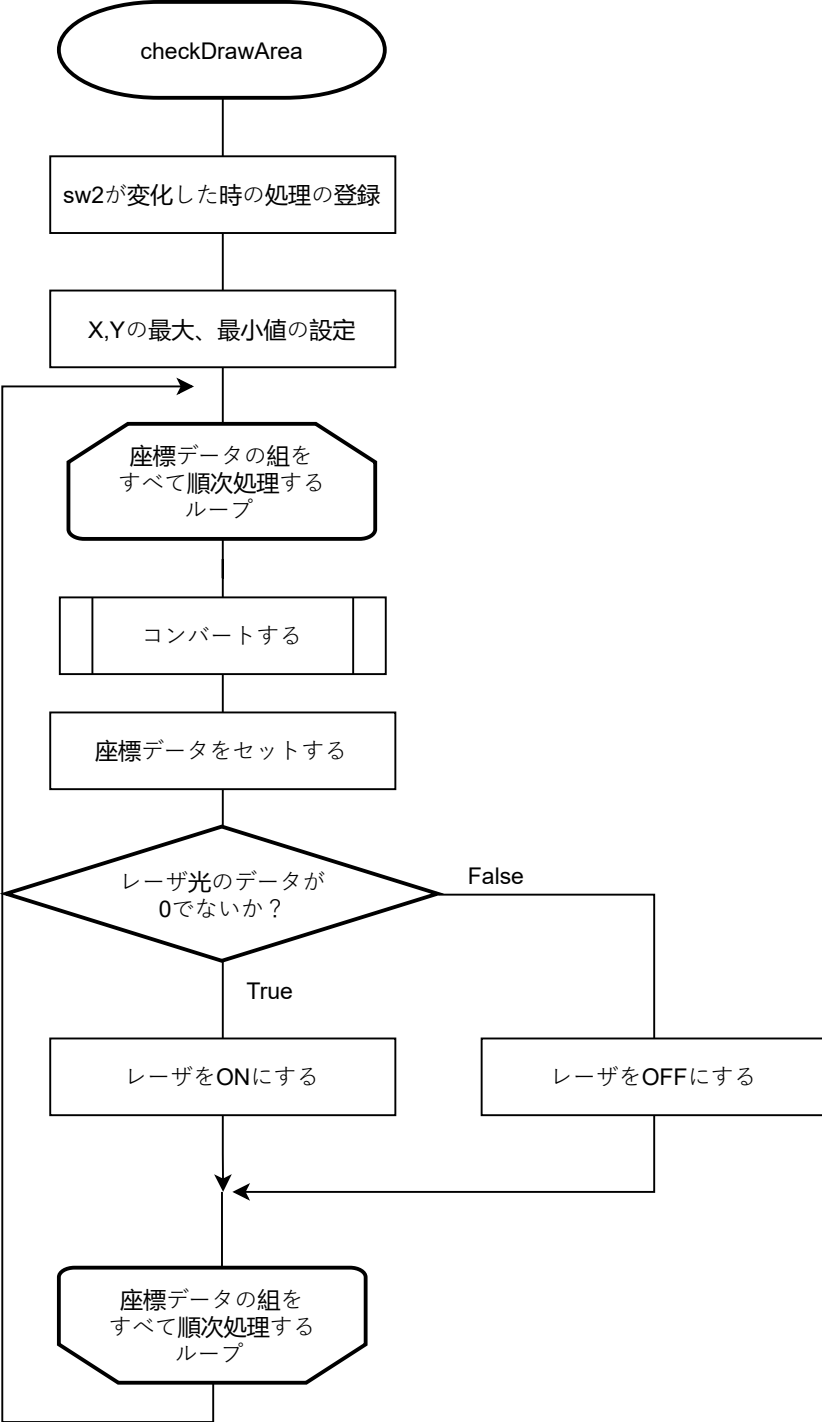 checkDrawArea
sw2が変化した時の処理の登録
X,Yの最大、最小値の設定
座標データの組を
すべて順次処理する
ループ
コンバートする
座標データをセットする
レーザ光のデータが
0でないか？
False
True
レーザをONにする
レーザをOFFにする
座標データの組を
すべて順次処理する
ループ